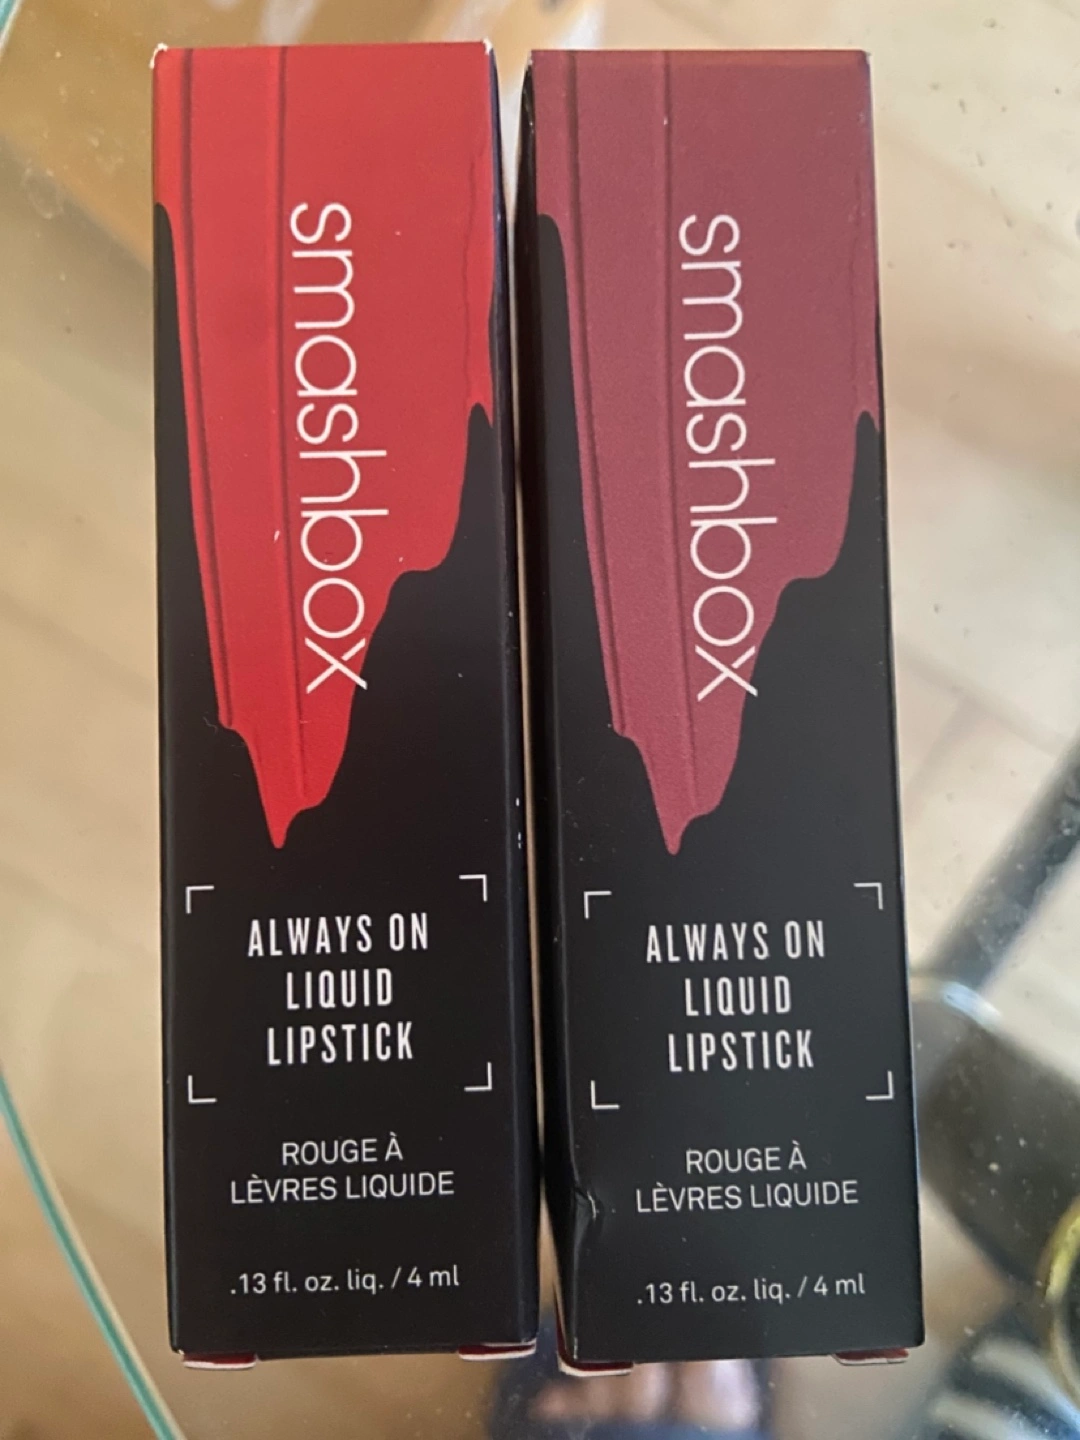 smashbox
ALWAYS ON
LIQUID
LIPSTICK
ROUGE À
LÈVRES LIQUIDE
.13 fl. oz. liq. / 4 ml
smashbox
ALWAYS ON
LIQUID
LIPSTICK
ROUGE À
LÈVRES LIQUIDE
.13 fl. oz. liq. / 4 ml